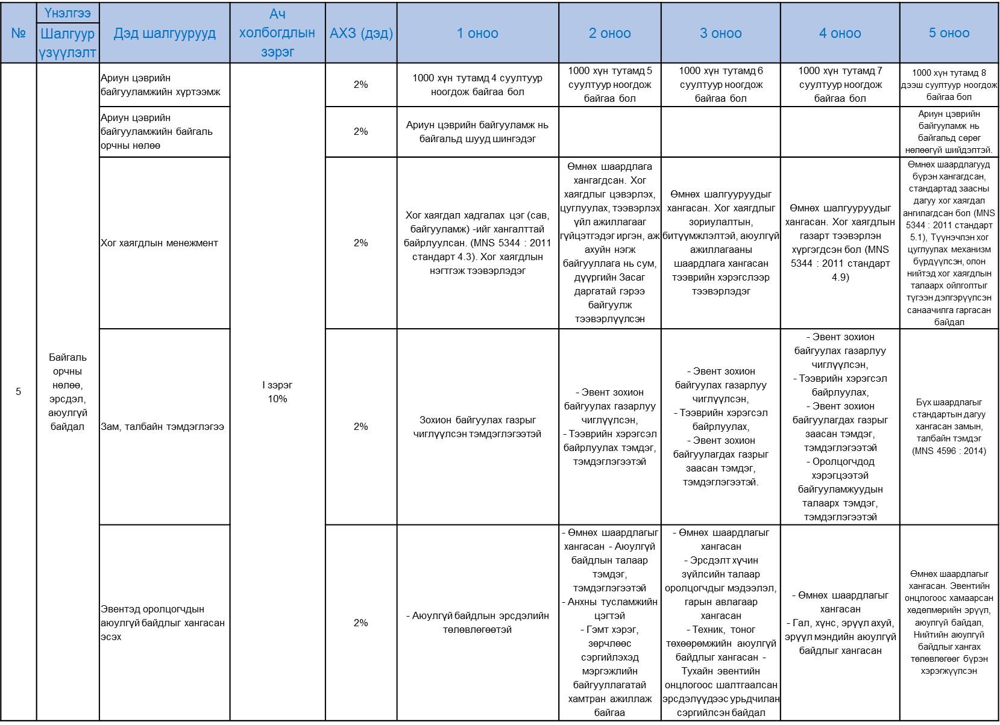 №
Үнэлгээ
Шалгуур
үзүүлэлт
Дэд шалгуурууд
Ач
холбогдлын
зэрэг
АХЗ (дэд)
1 оноо
2 оноо
3 оноо
4 оноо
5 оноо
5
Байгаль
орчны
нөлөө,
эрсдэл,
аюулгүй
байдал
I зэрэг
10%
Ариун цэврийн
байгууламжийн хүртээмж
2%
1000 хүн тутамд 4 суултуур
ноогдож байгаа бол
1000 хүн тутамд 5
суултуур ноогдож
байгаа бол
1000 хүн тутамд 6
суултуур ноогдож
байгаа бол
1000 хүн тутамд 7
суултуур ноогдож
байгаа бол
1000 хүн тутамд 8
дээш суултуур ноогдож
байгаа бол
Ариун цэврийн
байгууламжийн байгаль
орчны нөлөө
2%
Ариун цэврийн байгууламж нь
байгальд шууд шингэдэг
Ариун цэврийн
байгууламж нь
байгальд сөрөг
нөлөөгүй шийдэлтэй.
Хог хаягдлын менежмент
2%
Хог хаягдал хадгалах цэг (сав,
байгууламж) -ийг хангалттай
байрлуулсан. (MNS 5344 : 2011
стандарт 4.3). Хог хаягдлын
нэгтгэж тээвэрлэдэг
Өмнөх шаардлага
хангагдсан. Хог
хаягдлыг цэвэрлэх,
цуглуулах, тээвэрлэх
үйл ажиллагааг
гүйцэтгэдэг иргэн, аж
ахуйн нэгж
байгууллага нь сум,
дүүргийн Засаг
даргатай гэрээ
байгуулж
тээвэрлүүлсэн
Өмнөх шалгууруудыг
хангасан. Хог хаягдлыг
зориулалтын,
битүүмжлэлтэй, аюулгүй
ажиллагааны
шаардлага хангасан
тээврийн хэрэгслээр
тээвэрлэдэг
Өмнөх шалгууруудыг
хангасан. Хог хаягдлын
газарт тээвэрлэн
хүргэгдсэн бол (MNS
5344 : 2011 стандарт
4.9)
Өмнөх шаардлагууд
бүрэн хангагдсан,
стандартад заасны
дагуу хог хаягдал
ангилагдсан бол (MNS
5344 : 2011 стандарт
5.1), Түүнэчлэн хог
цуглуулах механизм
бүрдүүлсэн, олон
нийтэд хог хаягдлын
талаарх ойлголтыг
түгээн дэлгэрүүлсэн
санаачилга гаргасан
байдал
Зам, талбайн тэмдэглэгээ
2%
Зохион байгуулах газрыг
чиглүүлсэн тэмдэглэгээтэй
- Эвент зохион
байгуулах газарлуу
чиглүүлсэн,
- Тээврийн хэрэгсэл
байрлуулах тэмдэг,
тэмдэглэгээтэй
- Эвент зохион
байгуулах газарлуу
чиглүүлсэн,
- Тээврийн хэрэгсэл
байрлуулах,
- Эвент зохион
байгуулагдах газрыг
заасан тэмдэг,
тэмдэглэгээтэй.
- Эвент зохион
байгуулах газарлуу
чиглүүлсэн,
- Тээврийн хэрэгсэл
байрлуулах,
- Эвент зохион
байгуулагдах газрыг
заасан тэмдэг,
тэмдэглэгээтэй
- Оролцогчдод
хэрэгцээтэй
байгууламжуудын
талаарх тэмдэг,
тэмдэглэгээтэй
Бүх шаардлагыг
стандартын дагуу
хангасан замын,
талбайн тэмдэг
(MNS 4596 : 2014)
Эвентэд оролцогчдын
аюулгүй байдлыг хангасан
эсэх
2%
- Аюулгүй байдлын эрсдэлийн
төлөвлөгөөтэй
- Өмнөх шаардлагыг
хангасан - Аюулгүй
байдлын талаар
тэмдэг,
тэмдэглэгээтэй
- Анхны тусламжийн
цэгтэй
- Гэмт хэрэг,
зөрчлөөс
сэргийлэхэд
мэргэжлийн
байгууллагатай
хамтран ажиллаж
байгаа
- Өмнөх шаардлагыг
хангасан
- Эрсдэлт хүчин
зүйлсийн талаар
оролцогчдыг мэдээлэл,
гарын авлагаар
хангасан
- Техник, тоног
төхөөрөмжийн аюулгүй
байдлыг хангасан -
Тухайн эвентийн
онцлогоос шалтгаалсан
эрсдэлүүдээс урьдчилан
сэргийлсэн байдал
- Өмнөх шаардлагыг
хангасан
- Гал, хүнс, эрүүл ахуй,
эрүүл мэндийн аюулгүй
байдлыг хангасан
Өмнөх шаардлагыг
хангасан. Эвентийн
онцлогоос хамаарсан
хөдөлмөрийн эрүүл,
аюулгүй байдал,
Нийтийн аюулгүй
байдлыг хангах
төлөвлөгөөг бүрэн
хэрэгжүүлсэн